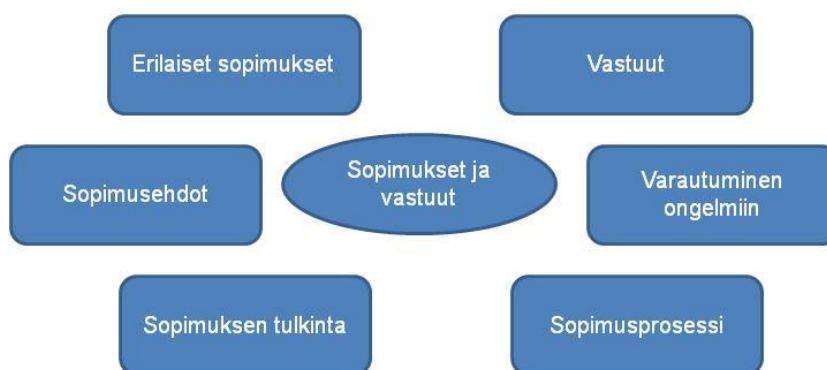 Erilaiset sopimukset
Vastuut
Sopimusehdot
Sopimukset ja
vastuut
Varautuminen
ongelmiin
Sopimuksen tulkinta
Sopimusprosessi